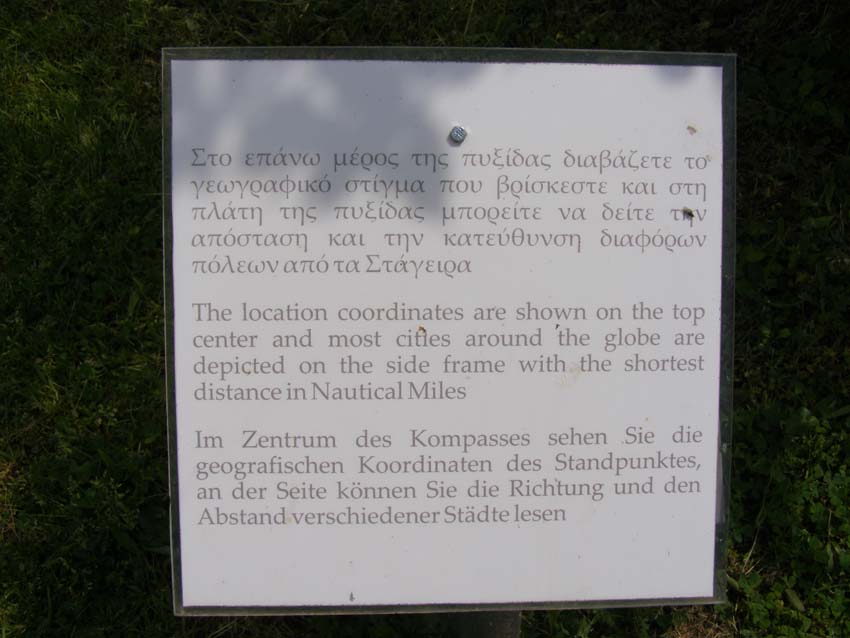 Στο επάνω μέρος της πυξίδας διαβάζετε το
γεωγραφικό στίγμα που βρίσκεστε και στη
πλάτη της πυξίδας μπορείτε να δείτε την
απόσταση και την κατεύθυνση διαφόρων
πόλεων από τα Στάγειρα
The location coordinates are shown on the top
center and most cities around the globe are
depicted on the side frame with the shortest
distance in Nautical Miles
Im Zentrum des Kompasses sehen Sie die
geografischen Koordinaten des Standpunktes,
an der Seite können Sie die Richtung und den
Abstand verschiedener Städte lesen